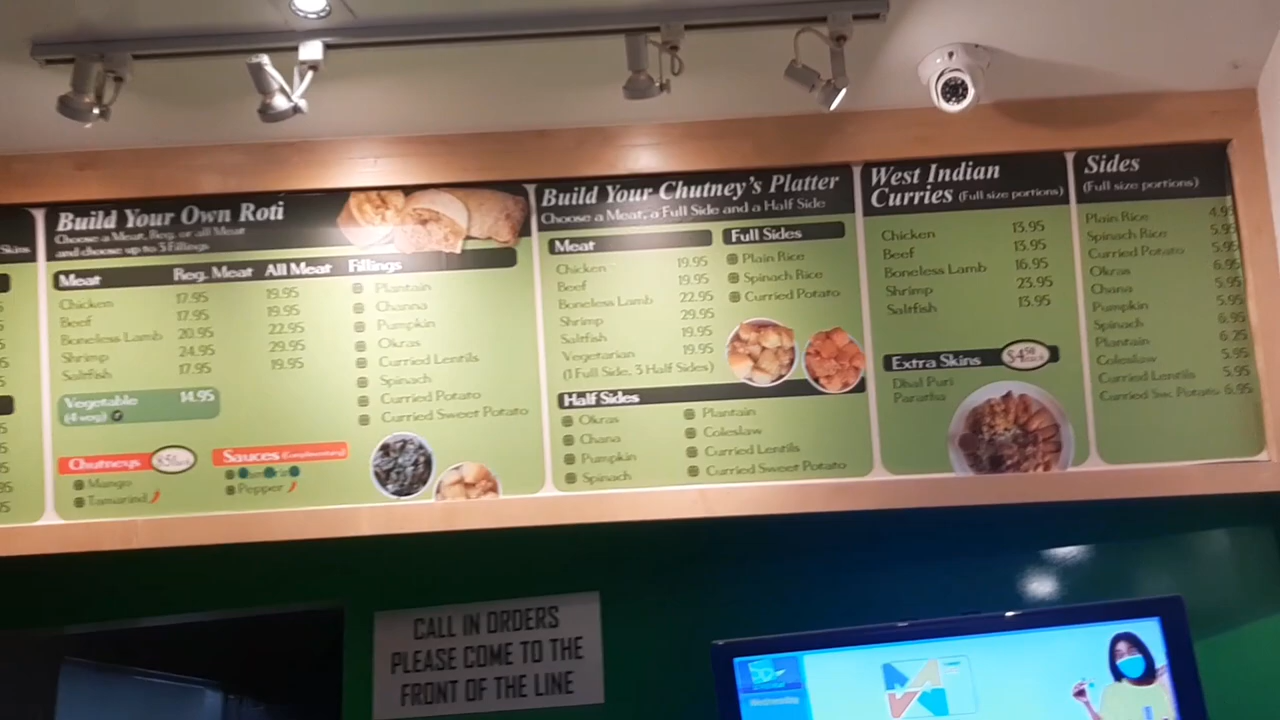 Skins
Build Your Own Roti
Choose a Meat, Reg. or all Meat
and choose up to 3 Fillings
Meat Reg. Meat All Meat Fillings
Chicken 17.95 19.95
Beef 17.95 19.95
Boneless Lamb 20.95 22.95
Shrimp 24.95 29.95
Saltfish 17.95 19.95
Plantain
Channa
Pumpkin
Okras
Curried Lentils
Spinach
Curried Potato
Curried Sweet Potato
Vegetable 14.95
(4 veg)
Chutneys
Mango
Tamarind
Sauces (Complimentary)
Pepper
Build Your Chutney's Platter
Choose a Meat, a Full Side and a Half Side
Meat
Chicken 19.95
Beef 19.95
Boneless Lamb 22.95
Shrimp 29.95
Saltfish 19.95
Vegetarian 19.95
(1 Full Side, 3 Half Sides)
Full Sides
Plain Rice
Spinach Rice
Curried Potato
Half Sides
Okras
Chana
Pumpkin
Spinach
Plantain
Coleslaw
Curried Lentils
Curried Sweet Potato
West Indian
Curries (Full size portions)
Chicken 13.95
Beef 13.95
Boneless Lamb 16.95
Shrimp 23.95
Saltfish 13.95
Extra Skins
Dhal Puri
Paratha
Sides
(Full size portions)
Plain Rice 4.95
Spinach Rice 5.95
Curried Potato 5.95
Okras 6.95
Chana 5.95
Pumpkin 5.95
Spinach 6.95
Plantain 6.25
Coleslaw 5.95
Curried Lentils 5.95
Curried Swt Potato 6.95
CALL IN ORDERS
PLEASE COME TO THE
FRONT OF THE LINE